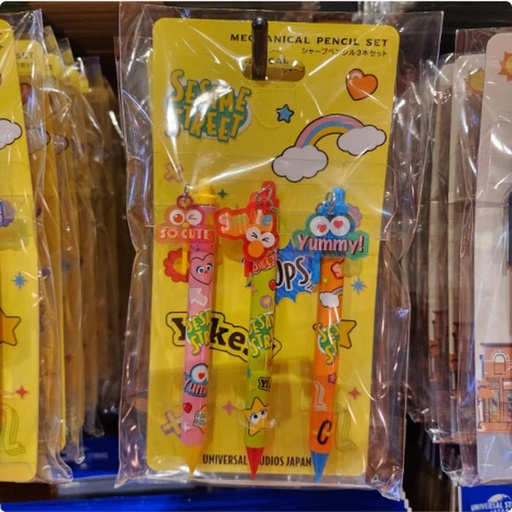 MECHANICAL PENCIL SET
シャープペンシル3本セット
SESAME
STREET
SO CUTE
Yummy!
OOPS
Yikes
C
UNIVERSAL STUDIOS JAPAN